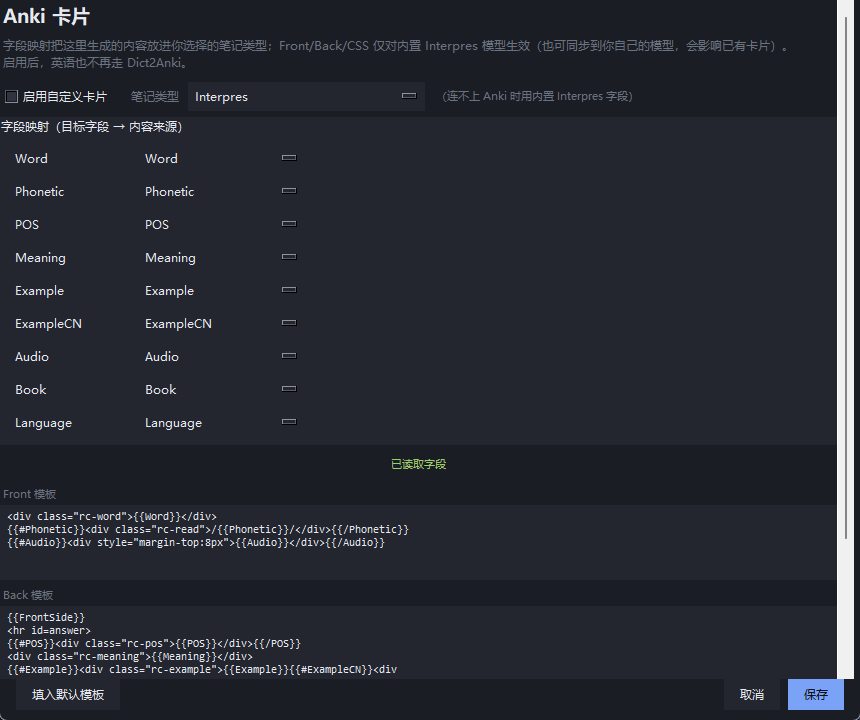 Anki 卡片
字段映射把这里生成的内容放进你选择的笔记类型；Front/Back/CSS 仅对内置 Interpres 模型生效（也可同步到你自己的模型，会影响已有卡片）。
启用后，英语也不再走 Dict2Anki。
启用自定义卡片 笔记类型 Interpres （连不上 Anki 时用内置 Interpres 字段）
字段映射（目标字段 → 内容来源）
Word Word
Phonetic Phonetic
POS POS
Meaning Meaning
Example Example
ExampleCN ExampleCN
Audio Audio
Book Book
Language Language
已读取字段
Front 模板
<div class="rc-word">{{Word}}</div>
{{#Phonetic}}<div class="rc-read">/{{Phonetic}}/</div>{{/Phonetic}}
{{#Audio}}<div style="margin-top:8px">{{Audio}}</div>{{/Audio}}
Back 模板
{{FrontSide}}
<hr id=answer>
{{#POS}}<div class="rc-pos">{{POS}}</div>{{/POS}}
<div class="rc-meaning">{{Meaning}}</div>
{{#Example}}<div class="rc-example">{{Example}}{{#ExampleCN}}<div
填入默认模板 取消 保存